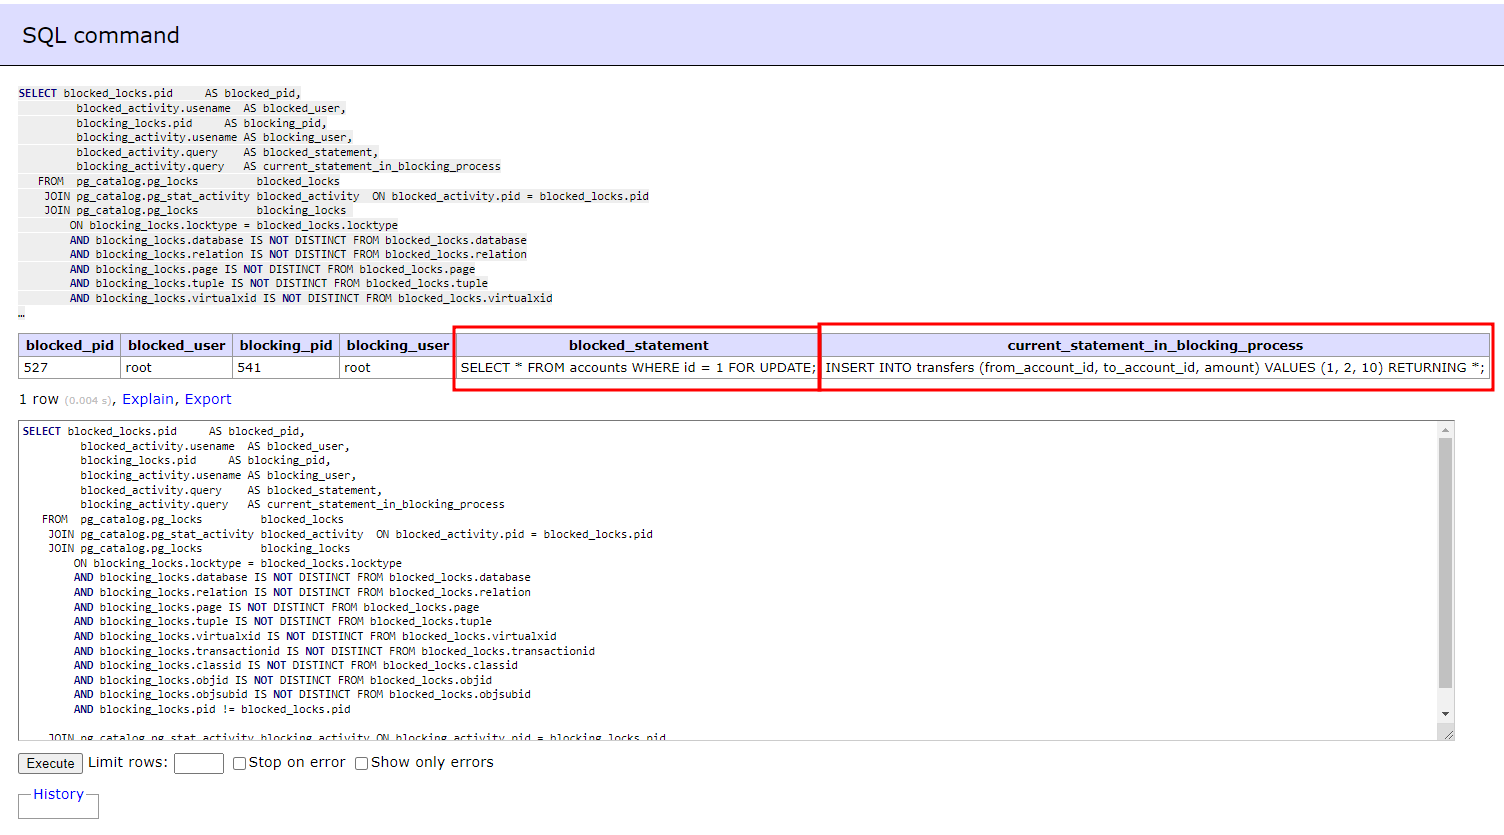 SQL command
SELECT blocked_locks.pid     AS blocked_pid,
         blocked_activity.usename  AS blocked_user,
         blocking_locks.pid     AS blocking_pid,
         blocking_activity.usename AS blocking_user,
         blocked_activity.query    AS blocked_statement,
         blocking_activity.query   AS current_statement_in_blocking_process
   FROM  pg_catalog.pg_locks         blocked_locks
    JOIN pg_catalog.pg_stat_activity blocked_activity  ON blocked_activity.pid = blocked_locks.pid
    JOIN pg_catalog.pg_locks         blocking_locks
        ON blocking_locks.locktype = blocked_locks.locktype
        AND blocking_locks.database IS NOT DISTINCT FROM blocked_locks.database
        AND blocking_locks.relation IS NOT DISTINCT FROM blocked_locks.relation
        AND blocking_locks.page IS NOT DISTINCT FROM blocked_locks.page
        AND blocking_locks.tuple IS NOT DISTINCT FROM blocked_locks.tuple
        AND blocking_locks.virtualxid IS NOT DISTINCT FROM blocked_locks.virtualxid
…
blocked_pid blocked_user blocking_pid blocking_user blocked_statement current_statement_in_blocking_process
527 root 541 root SELECT * FROM accounts WHERE id = 1 FOR UPDATE; INSERT INTO transfers (from_account_id, to_account_id, amount) VALUES (1, 2, 10) RETURNING *;
1 row (0.004 s), Explain, Export
SELECT blocked_locks.pid     AS blocked_pid,
         blocked_activity.usename  AS blocked_user,
         blocking_locks.pid     AS blocking_pid,
         blocking_activity.usename AS blocking_user,
         blocked_activity.query    AS blocked_statement,
         blocking_activity.query   AS current_statement_in_blocking_process
   FROM  pg_catalog.pg_locks         blocked_locks
    JOIN pg_catalog.pg_stat_activity blocked_activity  ON blocked_activity.pid = blocked_locks.pid
    JOIN pg_catalog.pg_locks         blocking_locks
        ON blocking_locks.locktype = blocked_locks.locktype
        AND blocking_locks.database IS NOT DISTINCT FROM blocked_locks.database
        AND blocking_locks.relation IS NOT DISTINCT FROM blocked_locks.relation
        AND blocking_locks.page IS NOT DISTINCT FROM blocked_locks.page
        AND blocking_locks.tuple IS NOT DISTINCT FROM blocked_locks.tuple
        AND blocking_locks.virtualxid IS NOT DISTINCT FROM blocked_locks.virtualxid
        AND blocking_locks.transactionid IS NOT DISTINCT FROM blocked_locks.transactionid
        AND blocking_locks.classid IS NOT DISTINCT FROM blocked_locks.classid
        AND blocking_locks.objid IS NOT DISTINCT FROM blocked_locks.objid
        AND blocking_locks.objsubid IS NOT DISTINCT FROM blocked_locks.objsubid
        AND blocking_locks.pid != blocked_locks.pid
    JOIN pg_catalog.pg_stat_activity blocking_activity ON blocking_activity.pid = blocking_locks.pid
Execute Limit rows: Stop on error Show only errors
History